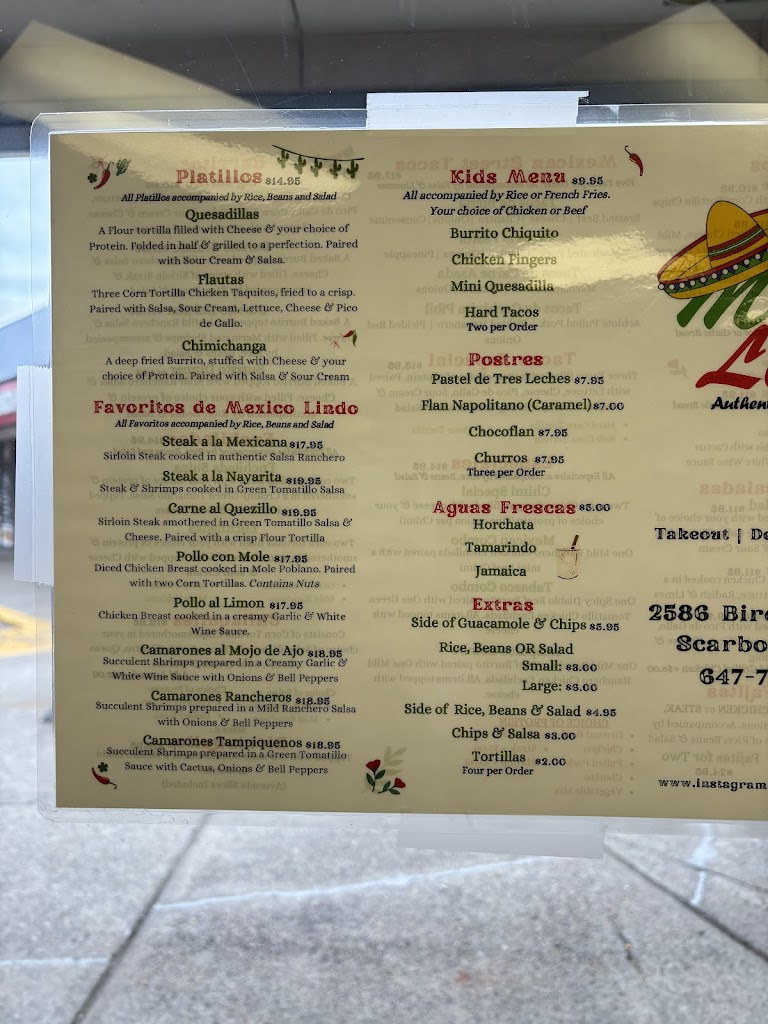 Platillos $14.95
All Platillos accompanied by Rice, Beans and Salad
Quesadillas
A Flour tortilla filled with Cheese & your choice of
Protein. Folded in half & grilled to a perfection. Paired
with Sour Cream & Salsa.
Flautas
Three Corn Tortilla Chicken Taquitos, fried to a crisp.
Paired with Salsa, Sour Cream, Lettuce, Cheese & Pico
de Gallo.
Chimichanga
A deep fried Burrito, stuffed with Cheese & your
choice of Protein. Paired with Salsa & Sour Cream
Favoritos de Mexico Lindo
All Favoritos accompanied by Rice, Beans and Salad
Steak a la Mexicana $17.95
Sirloin Steak cooked in authentic Salsa Ranchero
Steak a la Nayarita $19.95
Steak & Shrimps cooked in Green Tomatillo Salsa
Carne al Quezillo $19.95
Sirloin Steak smothered in Green Tomatillo Salsa &
Cheese. Paired with a crisp Flour Tortilla
Pollo con Mole $17.95
Diced Chicken Breast cooked in Mole Poblano. Paired
with two Corn Tortillas. Contains Nuts
Pollo al Limon $17.95
Chicken Breast cooked in a creamy Garlic & White
Wine Sauce.
Camarones al Mojo de Ajo $18.95
Succulent Shrimps prepared in a Creamy Garlic &
White Wine Sauce with Onions & Bell Peppers
Camarones Rancheros $18.95
Succulent Shrimps prepared in a Mild Ranchero Salsa
with Onions & Bell Peppers
Camarones Tampiquenos $18.95
Succulent Shrimps prepared in a Green Tomatillo
Sauce with Cactus, Onions & Bell Peppers
Kids Menu $9.95
All accompanied by Rice or French Fries.
Your choice of Chicken or Beef
Burrito Chiquito
Chicken Fingers
Mini Quesadilla
Hard Tacos
Two per Order
Postres
Pastel de Tres Leches $7.95
Flan Napolitano (Caramel) $7.00
Chocoflan $7.95
Churros $7.95
Three per Order
Aguas Frescas $5.00
Horchata
Tamarindo
Jamaica
Extras
Side of Guacamole & Chips $5.95
Rice, Beans OR Salad
Small: $3.00
Large: $6.00
Side of Rice, Beans & Salad $4.95
Chips & Salsa $3.00
Tortillas $2.00
Four per Order
Authen
Takeout | De
2586 Birc
Scarbo
647-7
www.instagram